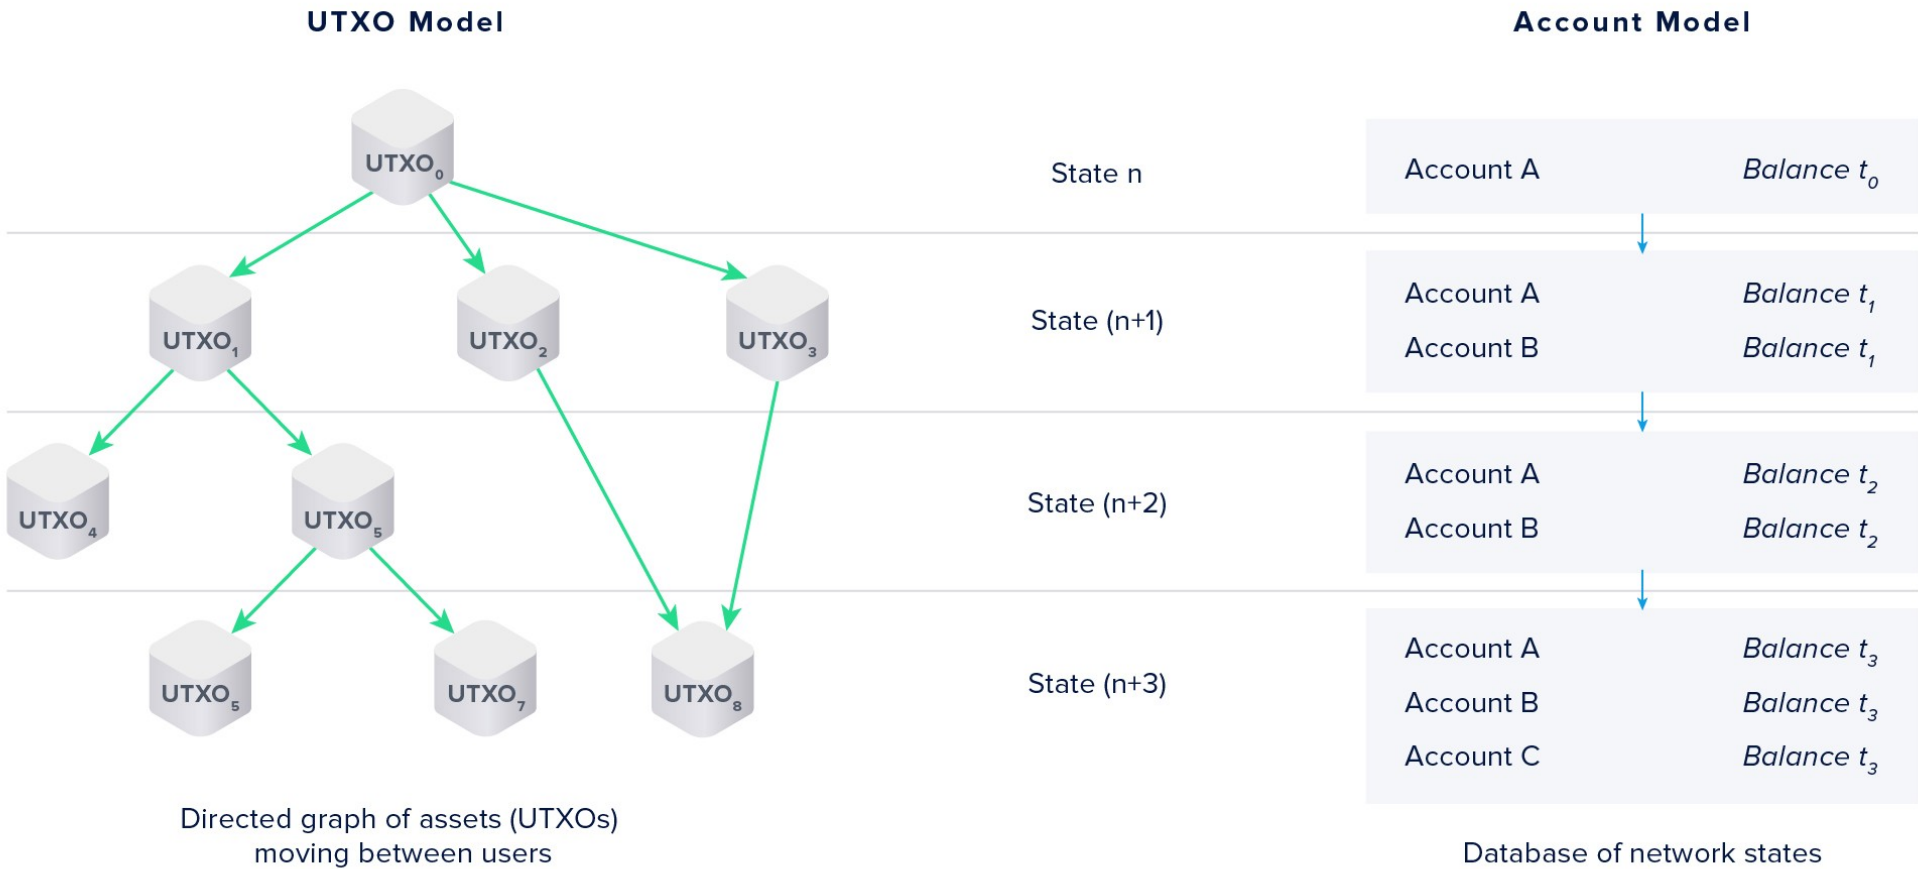 UTXO Model
Account Model
UTXO₀
State n
Account A Balance t₀
UTXO₁ UTXO₂ UTXO₃
State (n+1)
Account A Balance t₁
Account B Balance t₁
UTXO₄ UTXO₅
State (n+2)
Account A Balance t₂
Account B Balance t₂
UTXO₅ UTXO₇ UTXO₈
State (n+3)
Account A Balance t₃
Account B Balance t₃
Account C Balance t₃
Directed graph of assets (UTXOs)
moving between users
Database of network states